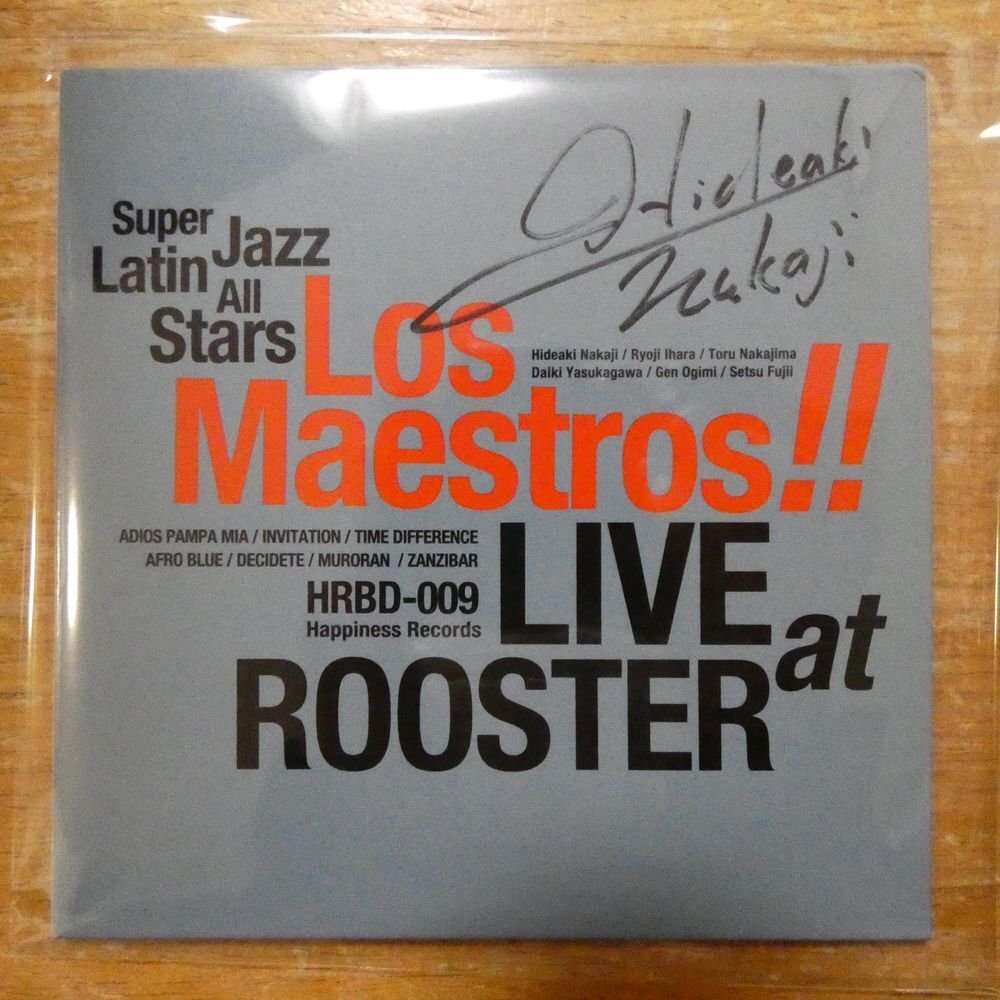 Hideaki
Nakaji
Super
Jazz
Latin
All
Stars
Los
Maestros!!
Hideaki Nakaji / Ryoji Ihara / Toru Nakajima
Daiki Yasukagawa / Gen Ogimi / Setsu Fujii
ADIOS PAMPA MIA / INVITATION / TIME DIFFERENCE
AFRO BLUE / DECIDETE / MURORAN / ZANZIBAR
HRBD-009
Happiness Records
LIVE
at
ROOSTER